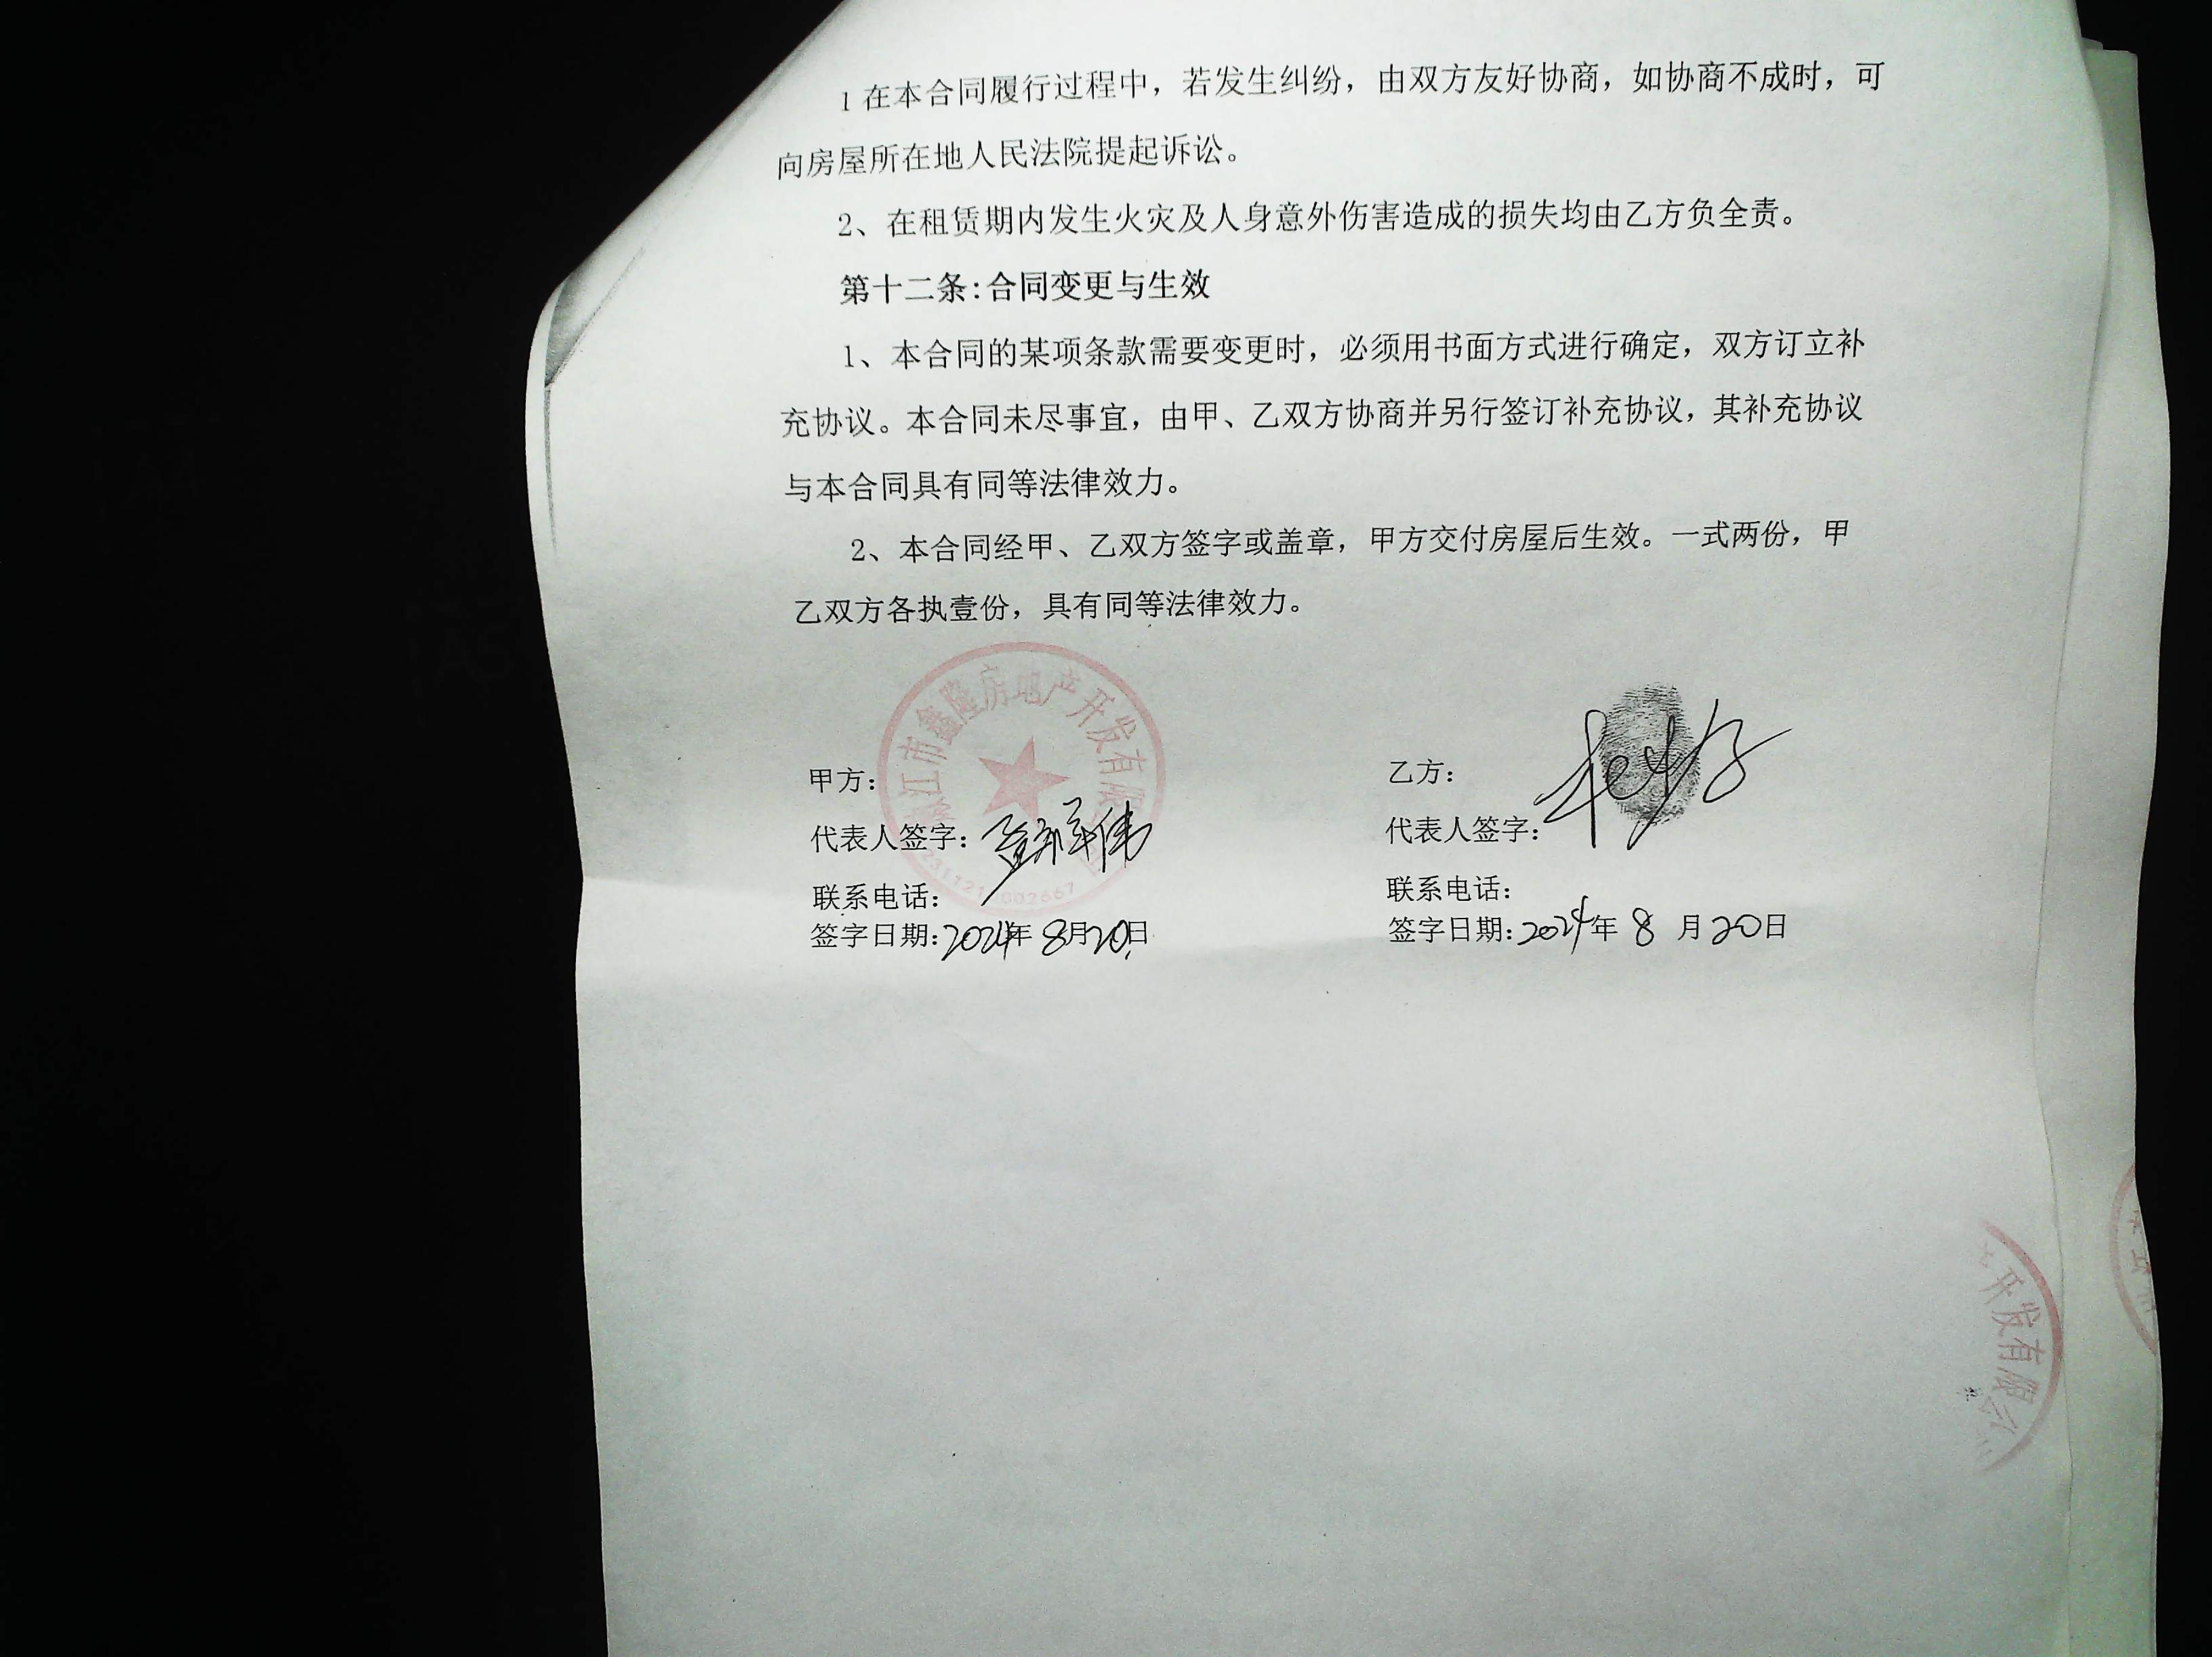 1 在本合同履行过程中，若发生纠纷，由双方友好协商，如协商不成时，可
向房屋所在地人民法院提起诉讼。
2、在租赁期内发生火灾及人身意外伤害造成的损失均由乙方负全责。
第十二条:合同变更与生效
1、本合同的某项条款需要变更时，必须用书面方式进行确定，双方订立补
充协议。本合同未尽事宜，由甲、乙双方协商并另行签订补充协议，其补充协议
与本合同具有同等法律效力。
2、本合同经甲、乙双方签字或盖章，甲方交付房屋后生效。一式两份，甲
乙双方各执壹份，具有同等法律效力。
江市鑫隆房地产开发有限
甲方：
代表人签字：
联系电话：
签字日期:2024年 8月20日
乙方：
代表人签字：
联系电话：
签字日期:2024年 8 月20日
开发有限公